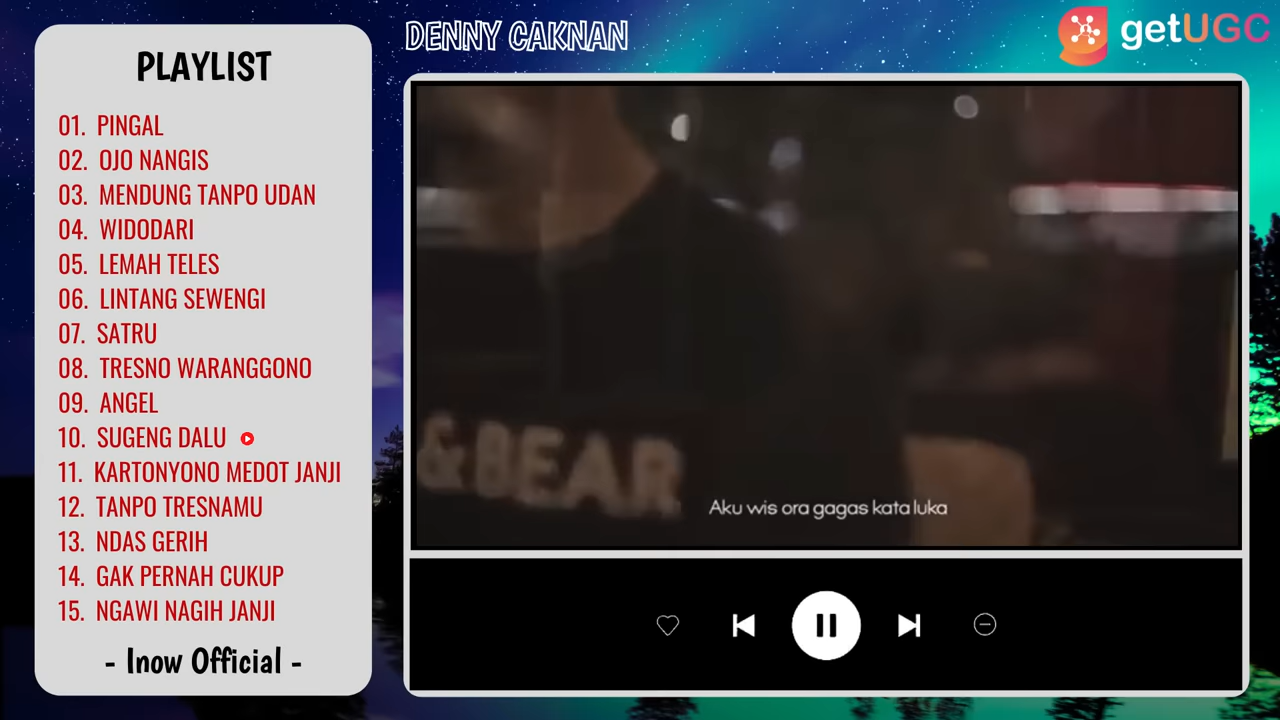 PLAYLIST
01. PINGAL
02. OJO NANGIS
03. MENDUNG TANPO UDAN
04. WIDODARI
05. LEMAH TELES
06. LINTANG SEWENGI
07. SATRU
08. TRESNO WARANGGONO
09. ANGEL
10. SUGENG DALU
11. KARTONYONO MEDOT JANJI
12. TANPO TRESNAMU
13. NDAS GERIH
14. GAK PERNAH CUKUP
15. NGAWI NAGIH JANJI
- Inow Official -
DENNY CAKNAN
getUGC
&BEAR
Aku wis ora gagas kata luka